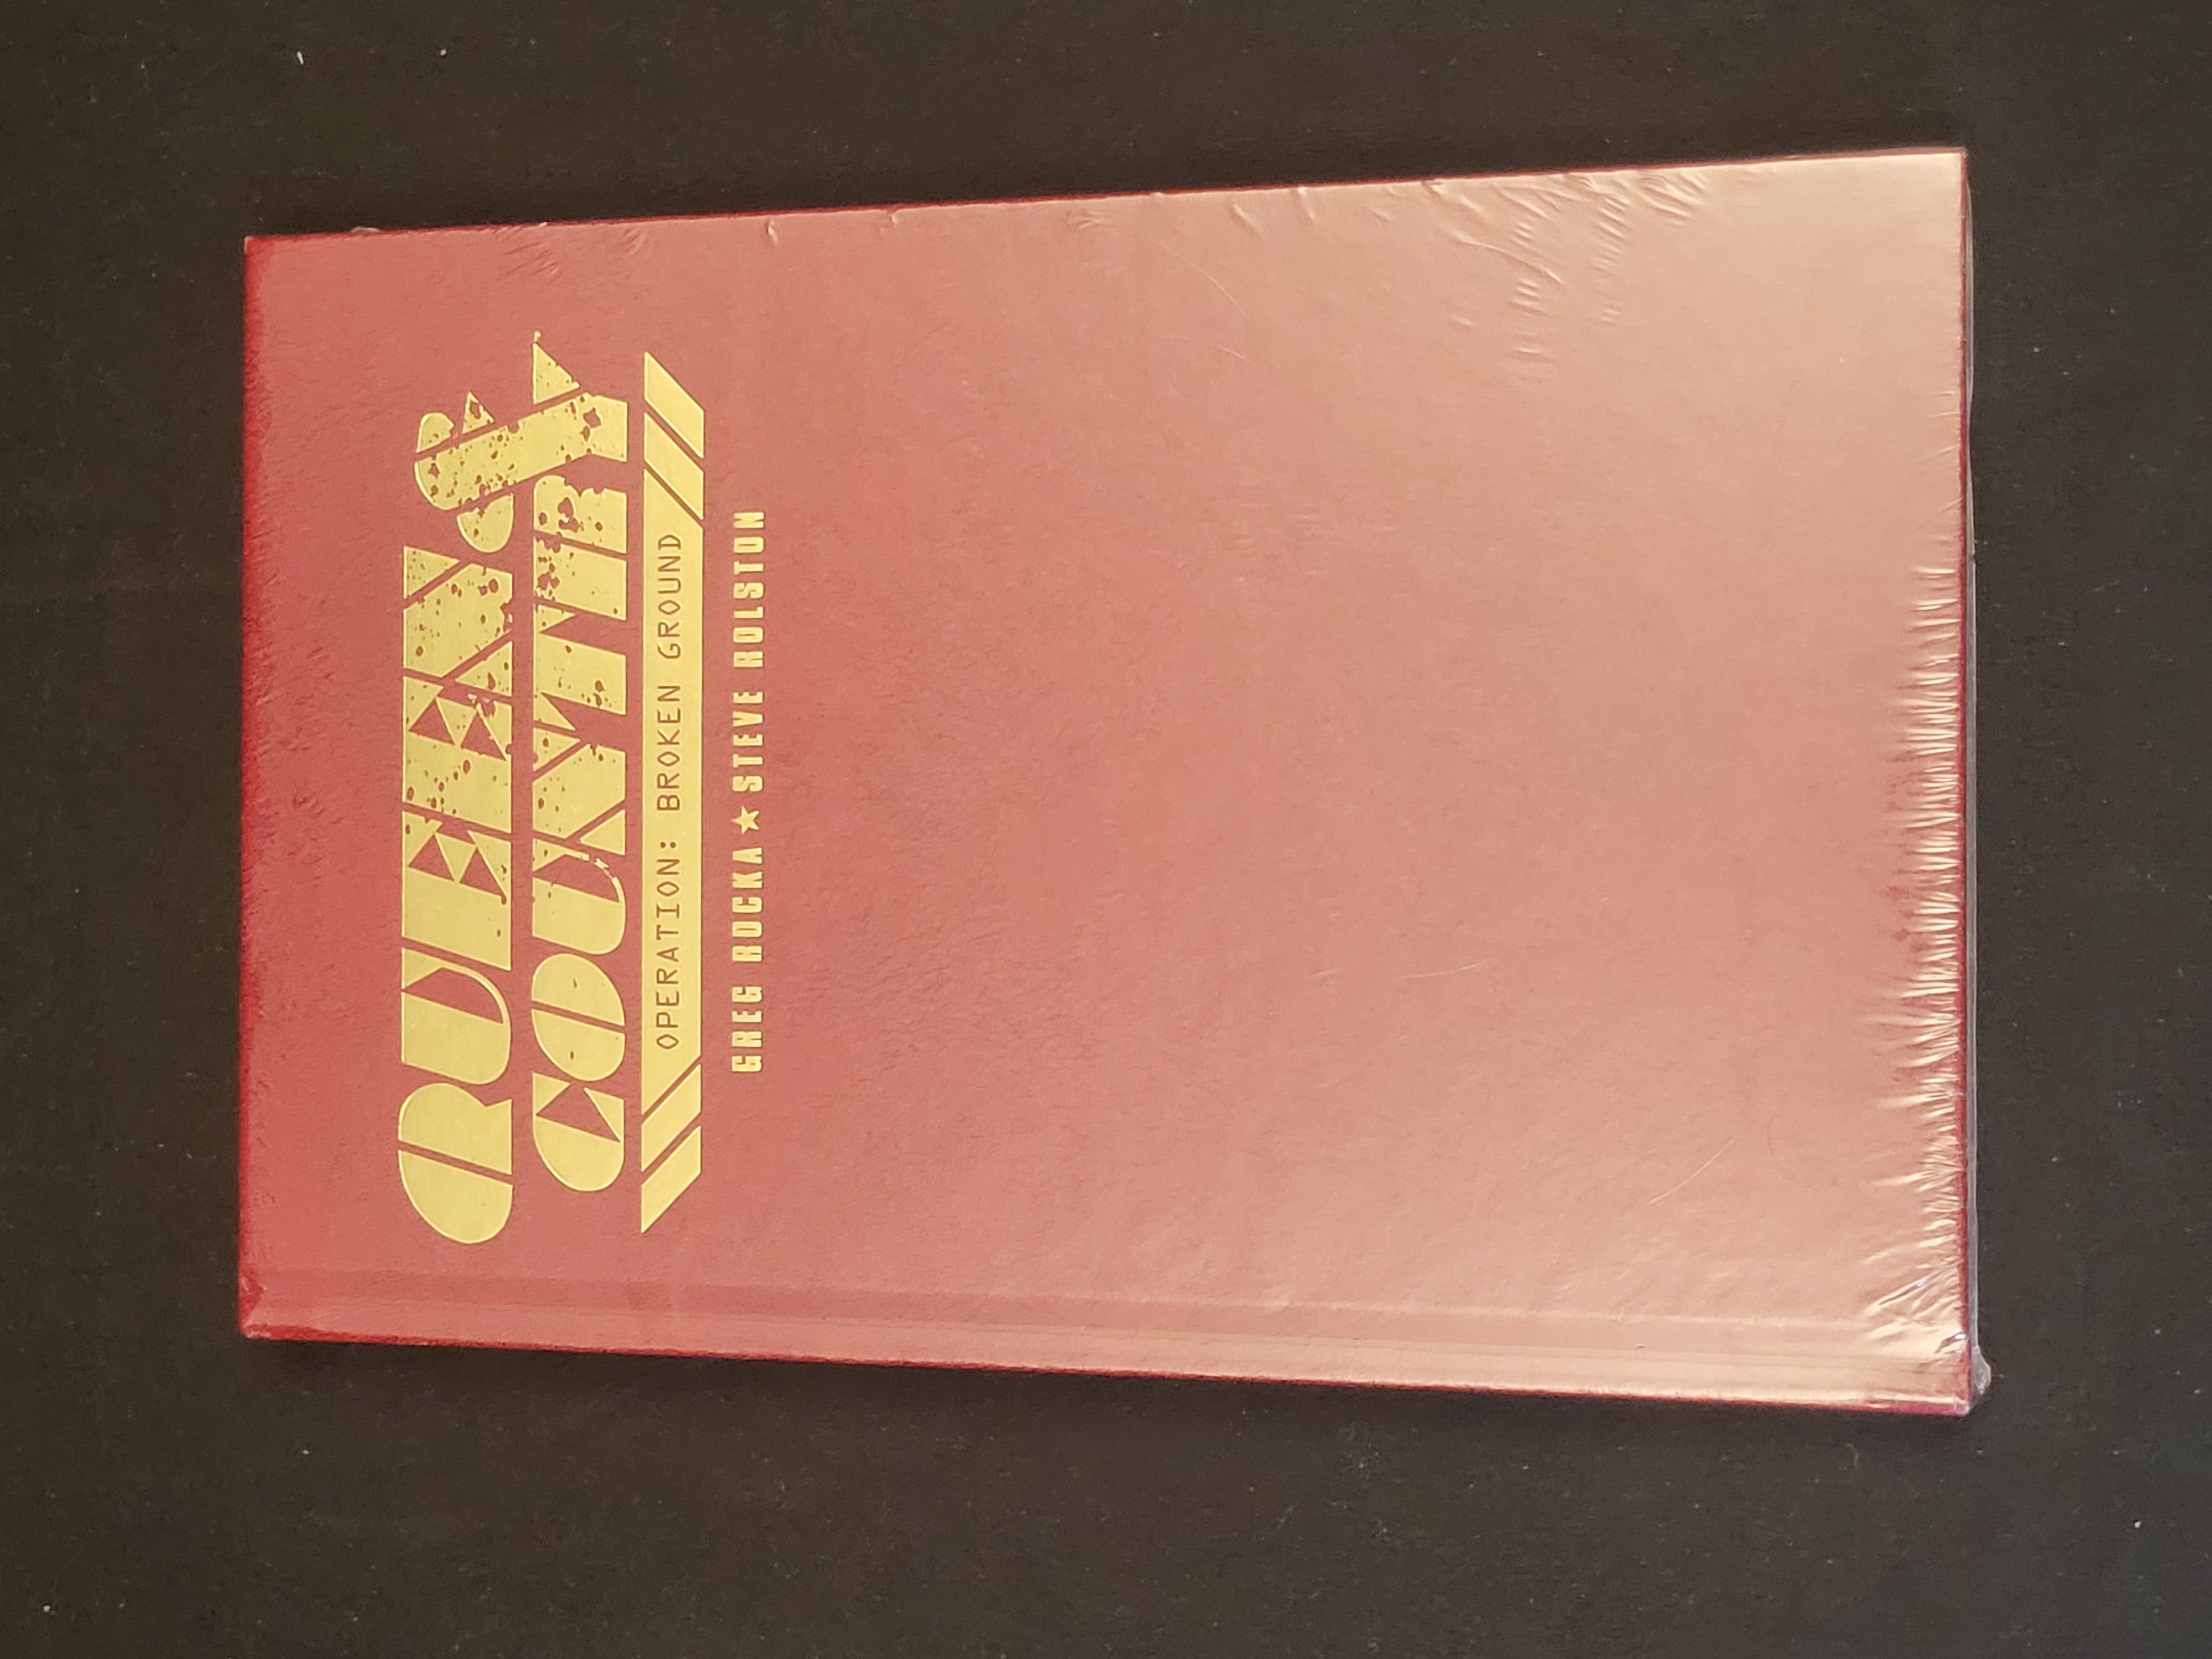 QUEEN &
COUNTRY
OPERATION: BROKEN GROUND
GREG RUCKA ★ STEVE ROLSTON